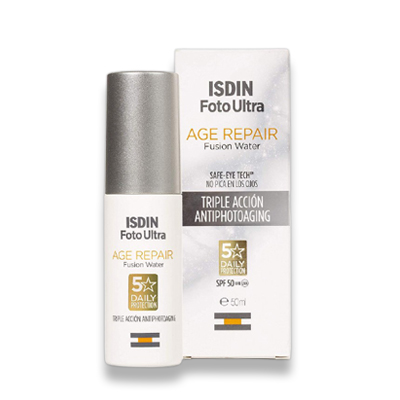 ISDIN
Foto Ultra
AGE REPAIR
Fusion Water
5☆
DAILY
PROTECTION
TRIPLE ACCIÓN ANTIPHOTOAGING
ISDIN
Foto Ultra
AGE REPAIR
Fusion Water
SAFE-EYE TECH™
NO PICA EN LOS OJOS
TRIPLE ACCIÓN
ANTIPHOTOAGING
5☆
DAILY
PROTECTION
SPF 50
℮ 50ml